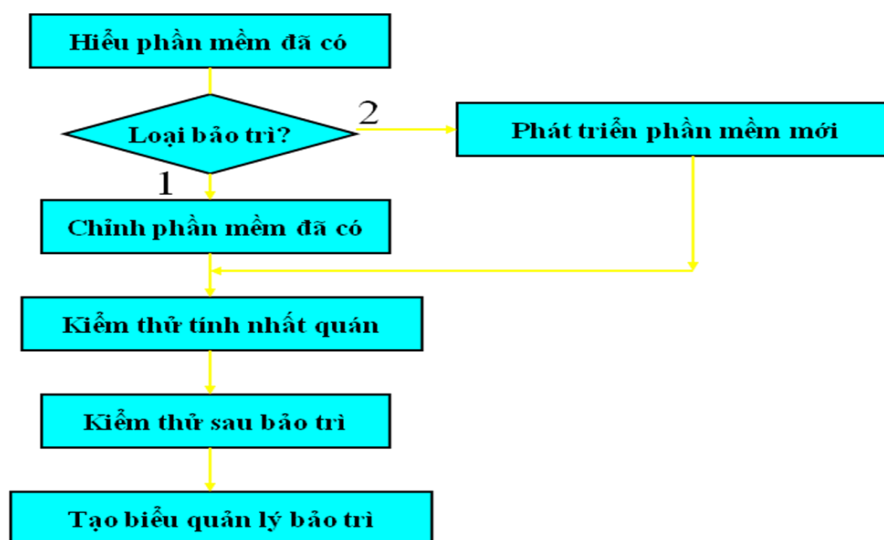 Hiểu phần mềm đã có
Loại bảo trì?
2
Phát triễn phần mềm mới
1
Chỉnh phần mềm đã có
Kiểm thử tính nhất quán
Kiểm thử sau bảo trì
Tạo biểu quản lý bảo trì